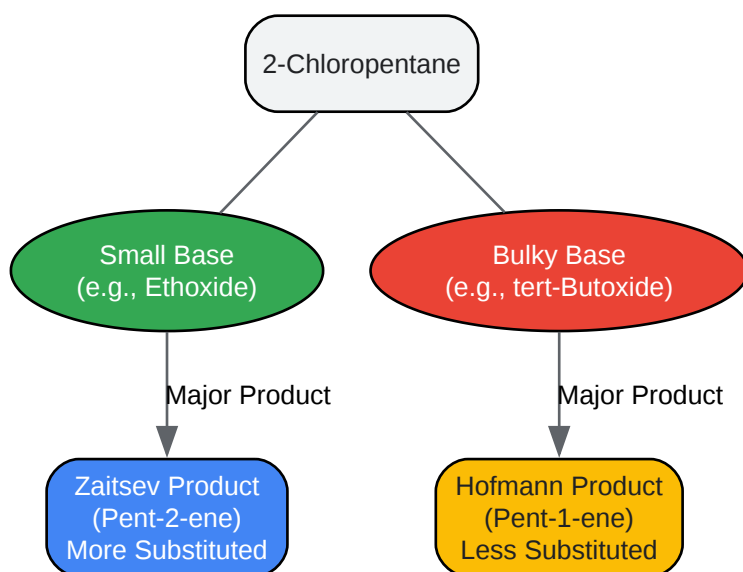 2-Chloropentane
Small Base
(e.g., Ethoxide)
Bulky Base
(e.g., tert-Butoxide)
Major Product
Major Product
Zaitsev Product
(Pent-2-ene)
More Substituted
Hofmann Product
(Pent-1-ene)
Less Substituted